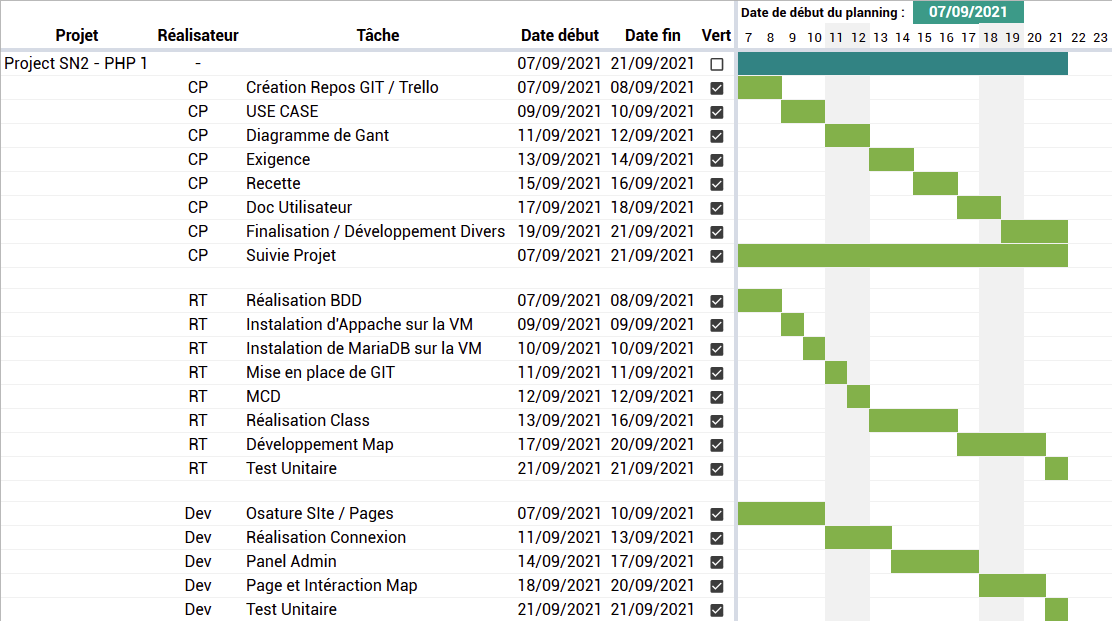 Date de début du planning : 07/09/2021
Projet Réalisateur Tâche Date début Date fin Vert 7 8 9 10 11 12 13 14 15 16 17 18 19 20 21 22 23
Project SN2 - PHP 1 - 07/09/2021 21/09/2021
CP Création Repos GIT / Trello 07/09/2021 08/09/2021
CP USE CASE 09/09/2021 10/09/2021
CP Diagramme de Gant 11/09/2021 12/09/2021
CP Exigence 13/09/2021 14/09/2021
CP Recette 15/09/2021 16/09/2021
CP Doc Utilisateur 17/09/2021 18/09/2021
CP Finalisation / Développement Divers 19/09/2021 21/09/2021
CP Suivie Projet 07/09/2021 21/09/2021
RT Réalisation BDD 07/09/2021 08/09/2021
RT Instalation d'Appache sur la VM 09/09/2021 09/09/2021
RT Instalation de MariaDB sur la VM 10/09/2021 10/09/2021
RT Mise en place de GIT 11/09/2021 11/09/2021
RT MCD 12/09/2021 12/09/2021
RT Réalisation Class 13/09/2021 16/09/2021
RT Développement Map 17/09/2021 20/09/2021
RT Test Unitaire 21/09/2021 21/09/2021
Dev Osature SIte / Pages 07/09/2021 10/09/2021
Dev Réalisation Connexion 11/09/2021 13/09/2021
Dev Panel Admin 14/09/2021 17/09/2021
Dev Page et Intéraction Map 18/09/2021 20/09/2021
Dev Test Unitaire 21/09/2021 21/09/2021